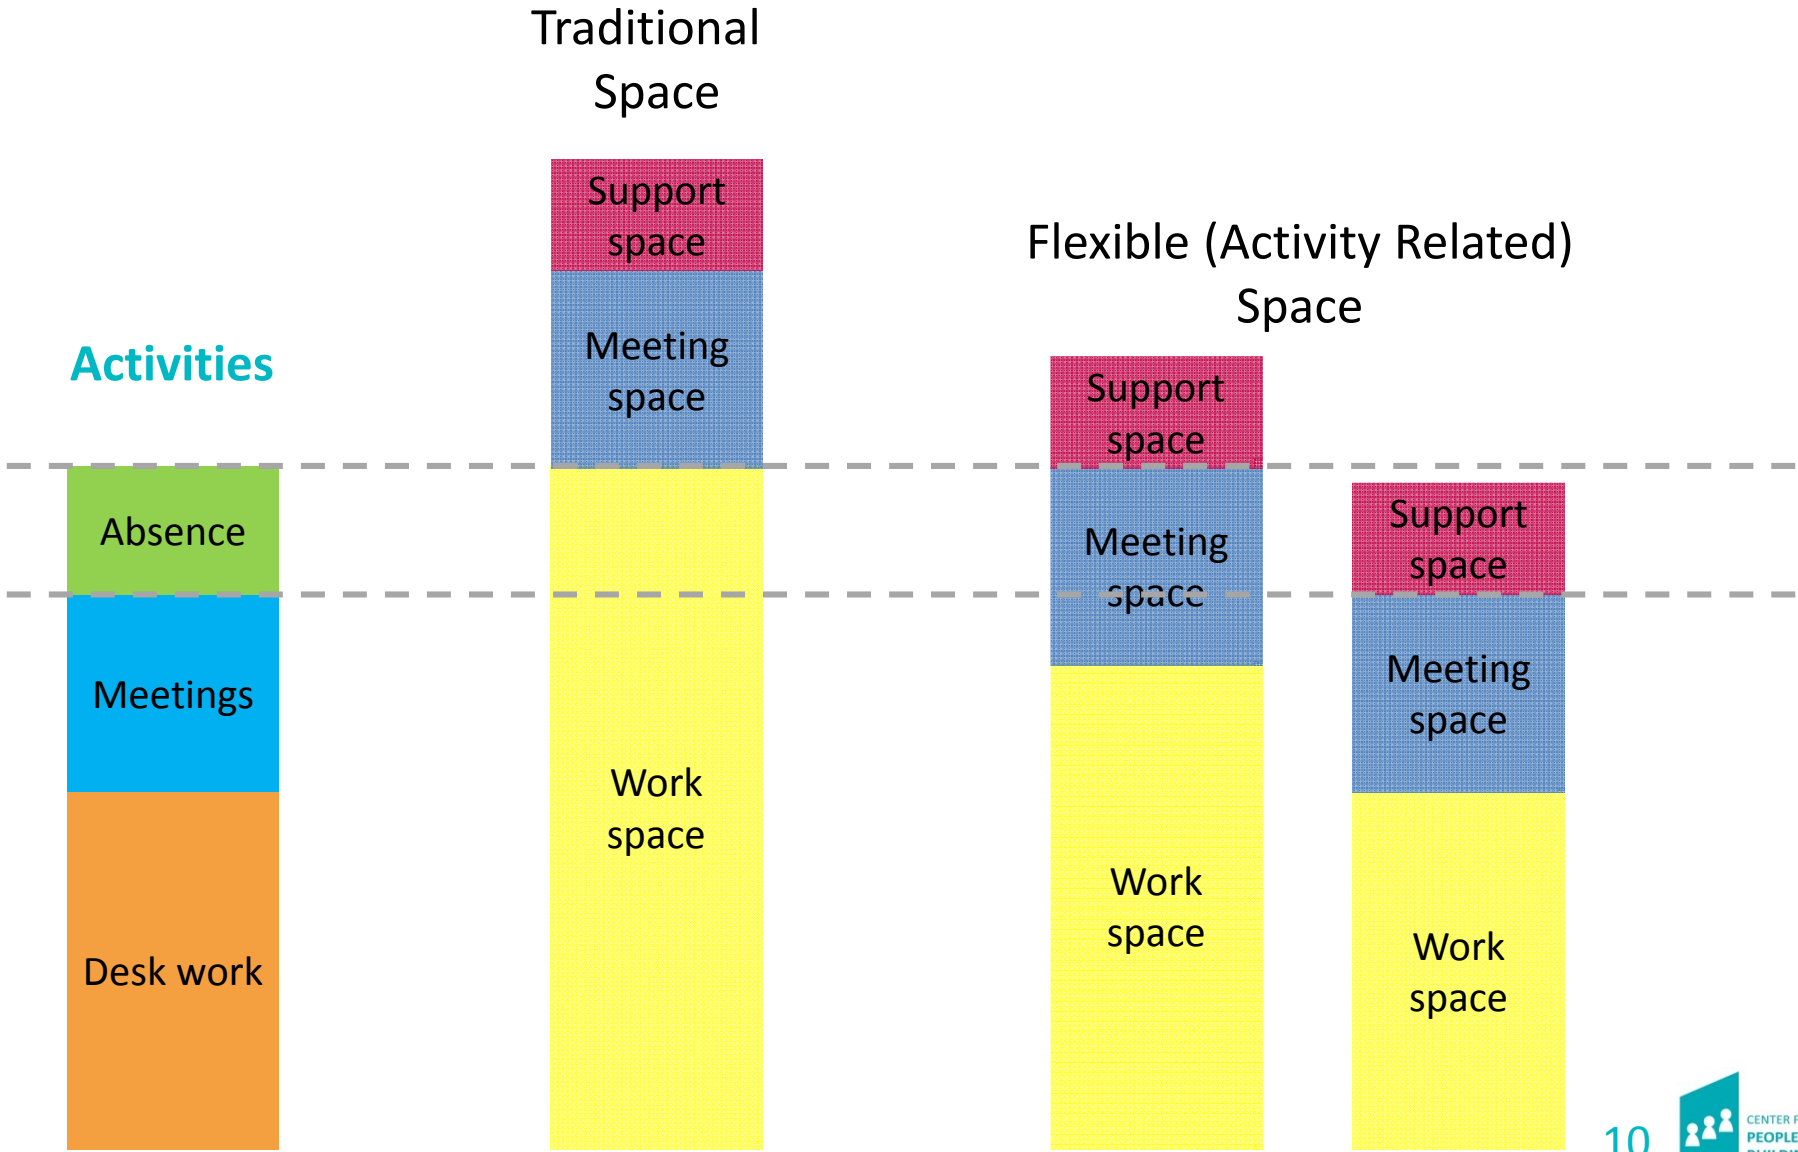 Traditional
Space
Support
space
Meeting
space
Work
space
Activities
Absence
Meetings
Desk work
Flexible (Activity Related)
Space
Support
space
Meeting
space
Work
space
Support
space
Meeting
space
Work
space
10
CENTER
PEOPLE